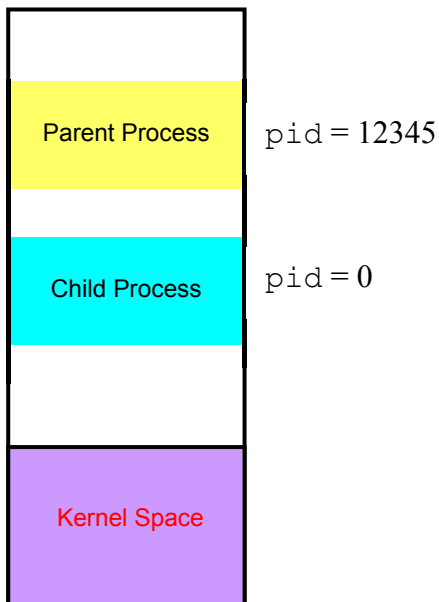 Parent Process
pid = 12345
Child Process
pid = 0
Kernel Space